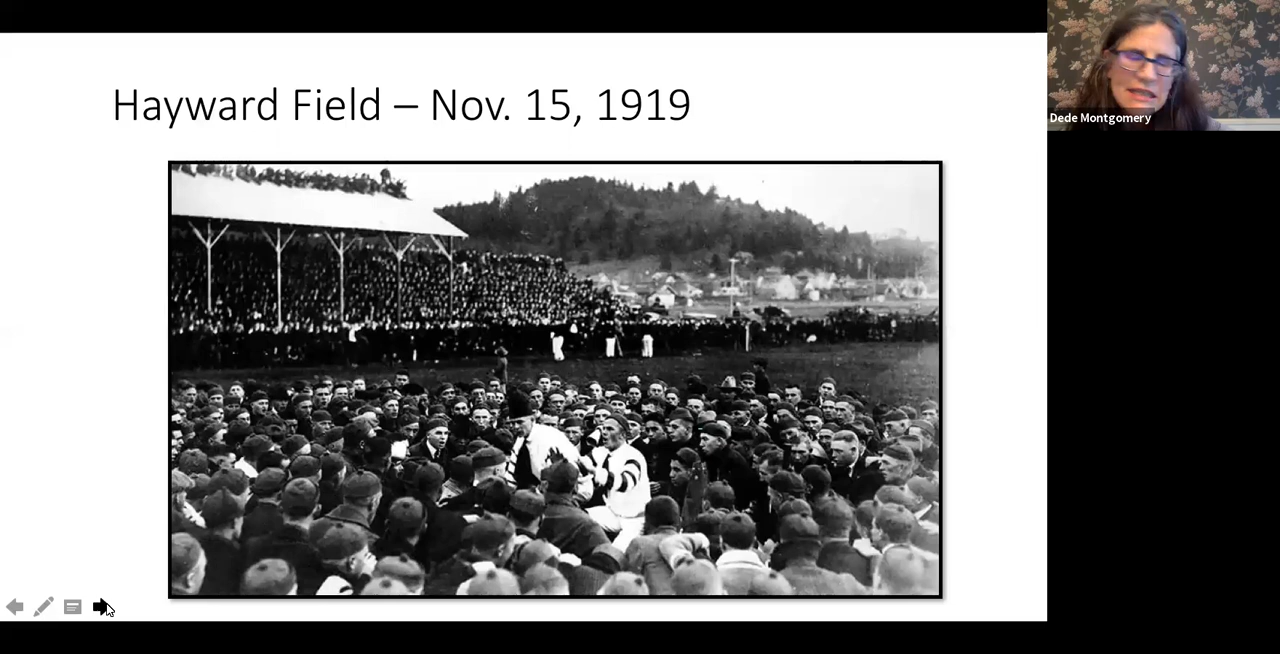 Hayward Field – Nov. 15, 1919
Dede Montgomery